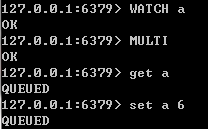 127.0.0.1:6379> WATCH a
OK
127.0.0.1:6379> MULTI
OK
127.0.0.1:6379> get a
QUEUED
127.0.0.1:6379> set a 6
QUEUED